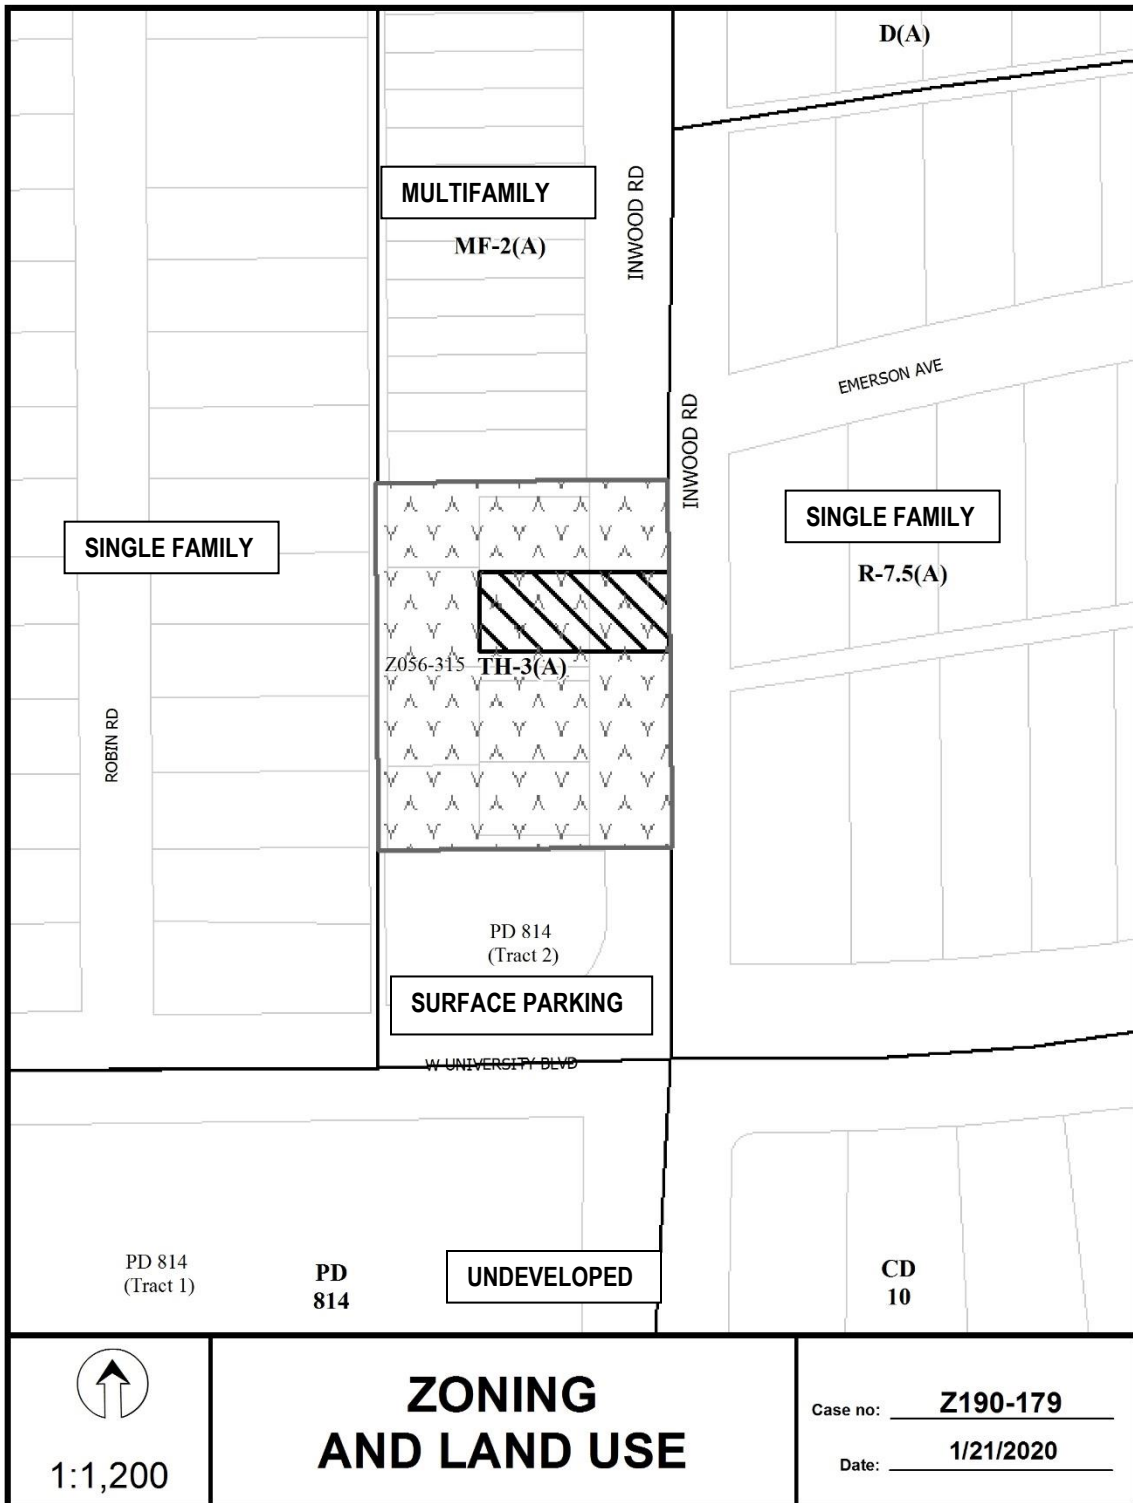 D(A)
MULTIFAMILY
MF-2(A)
INWOOD RD
EMERSON AVE
INWOOD RD
SINGLE FAMILY
R-7.5(A)
SINGLE FAMILY
Z056-315 TH-3(A)
ROBIN RD
PD 814
(Tract 2)
SURFACE PARKING
W UNIVERSITY BLVD
PD 814
(Tract 1)
PD
814
UNDEVELOPED
CD
10
1:1,200
ZONING
AND LAND USE
Case no: Z190-179
Date: 1/21/2020